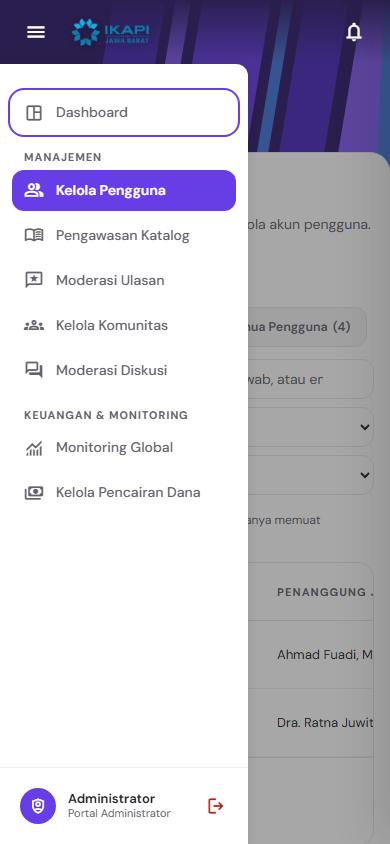 IKAPI
JAWA BARAT
Dashboard
MANAJEMEN
Kelola Pengguna
ola akun pengguna.
Pengawasan Katalog
Moderasi Ulasan
Kelola Komunitas
nua Pengguna (4)
Moderasi Diskusi
wab, atau er
KEUANGAN & MONITORING
Monitoring Global
Kelola Pencairan Dana
anya memuat
PENANGGUNG
Ahmad Fuadi, M
Dra. Ratna Juwit
Administrator
Portal Administrator